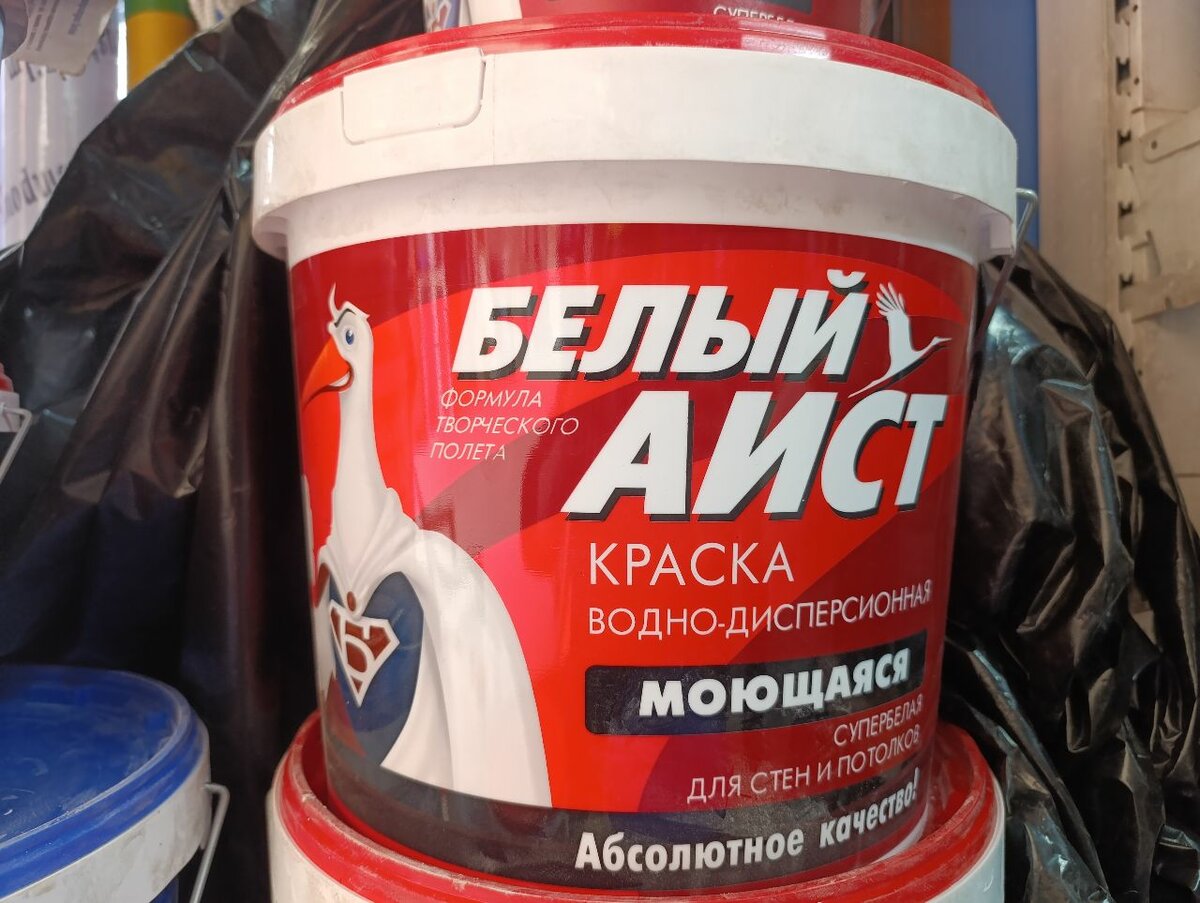 БЕЛЫЙ
АИСТ
ФОРМУЛА
ТВОРЧЕСКОГО
ПОЛЕТА
КРАСКА
ВОДНО-ДИСПЕРСИОННАЯ
МОЮЩАЯСЯ
СУПЕРБЕЛАЯ
ДЛЯ СТЕН И ПОТОЛКОВ
Абсолютное качество!